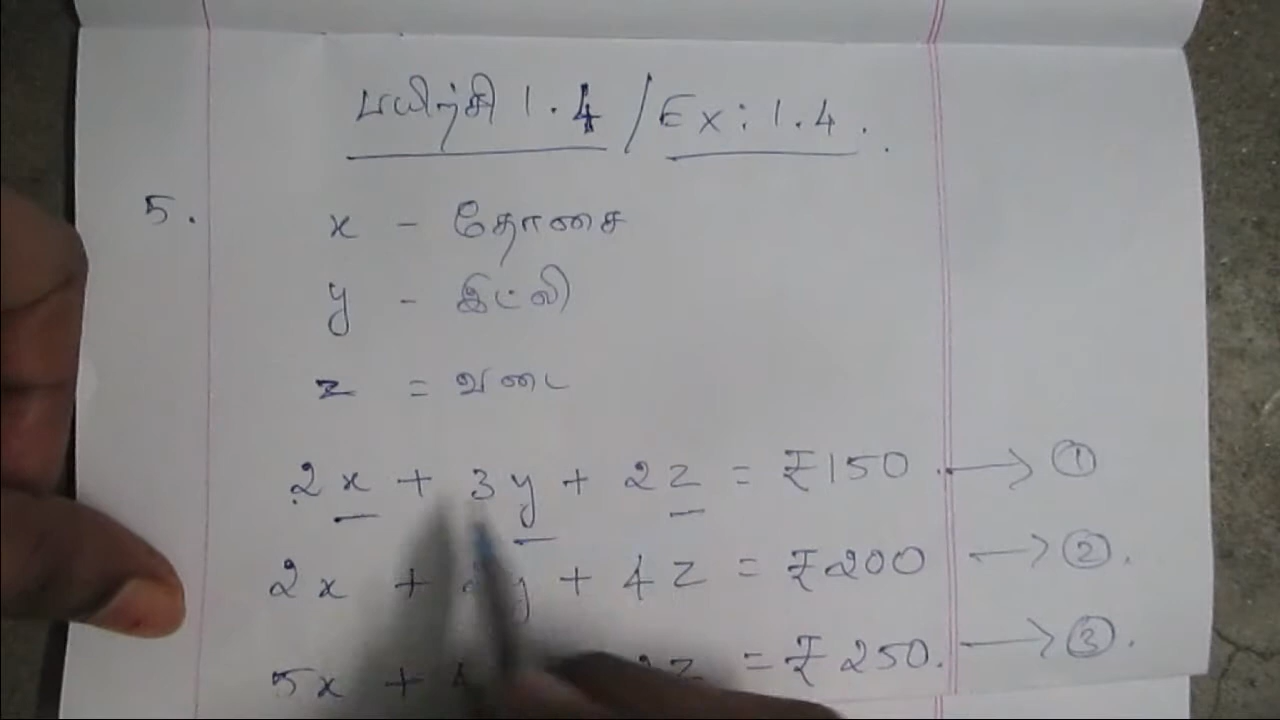 பயிற்சி 1.4 / Ex: 1.4.
5. x - தோசை
y - இட்லி
z = வடை
2x + 3y + 2z = ₹150 → ①
2x + y + 4z = ₹200 → ②.
5x + 2z = ₹250. → ③.